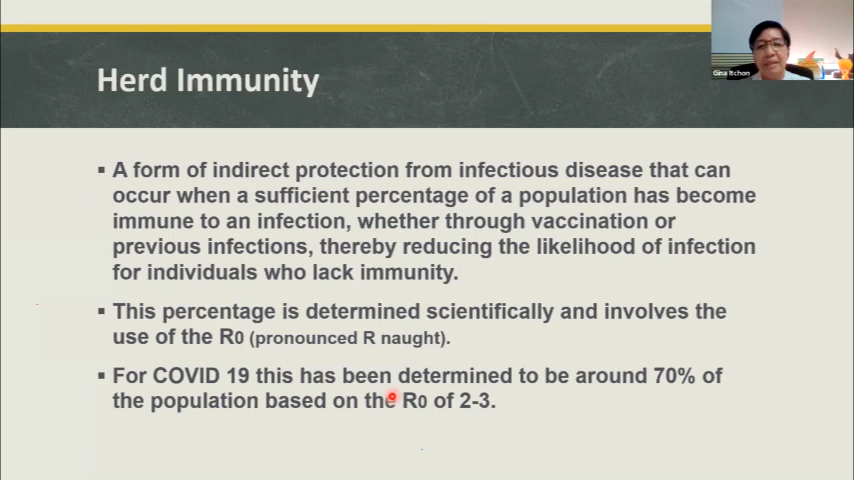 Gina Itchon
Herd Immunity
▪ A form of indirect protection from infectious disease that can
occur when a sufficient percentage of a population has become
immune to an infection, whether through vaccination or
previous infections, thereby reducing the likelihood of infection
for individuals who lack immunity.
▪ This percentage is determined scientifically and involves the
use of the R0 (pronounced R naught).
▪ For COVID 19 this has been determined to be around 70% of
the population based on the R0 of 2-3.